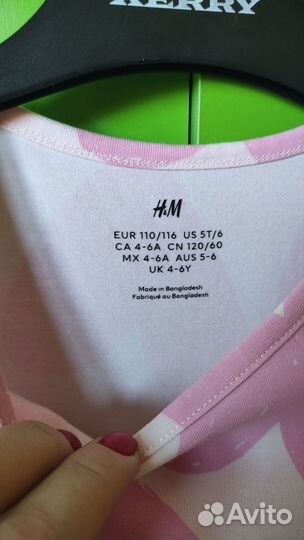 KERRY
H&M
EUR 110/116 US 5T/6
CA 4-6A CN 120/60
MX 4-6A AUS 5-6
UK 4-6Y
Made in Bangladesh
Fabriqué au Bangladesh
Avito